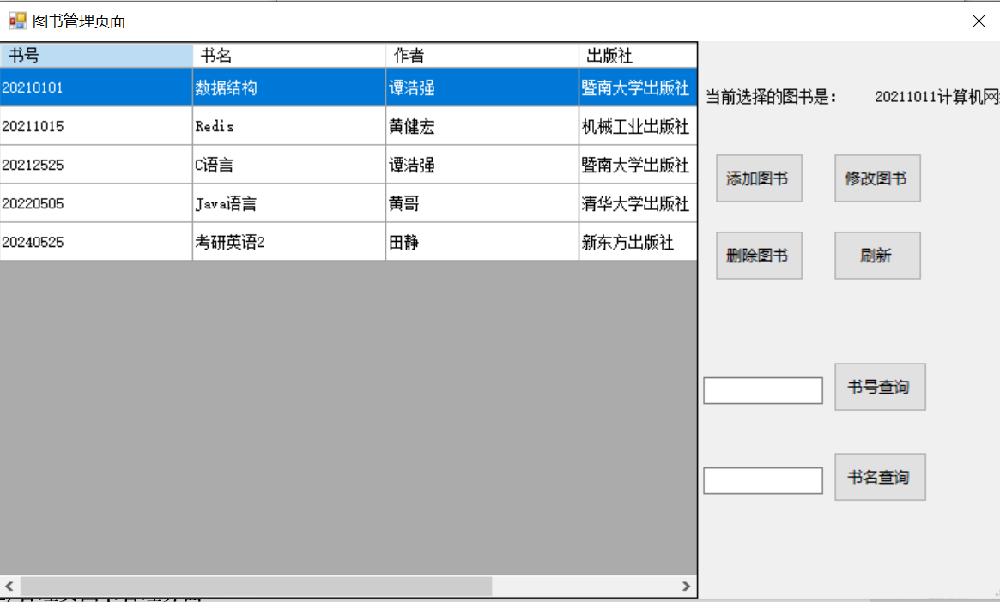 图书管理页面
书号 书名 作者 出版社
20210101 数据结构 谭浩强 暨南大学出版社
20211015 Redis 黄健宏 机械工业出版社
20212525 C语言 谭浩强 暨南大学出版社
20220505 Java语言 黄哥 清华大学出版社
20240525 考研英语2 田静 新东方出版社
当前选择的图书是: 20211011计算机网
添加图书 修改图书
删除图书 刷新
书号查询
书名查询